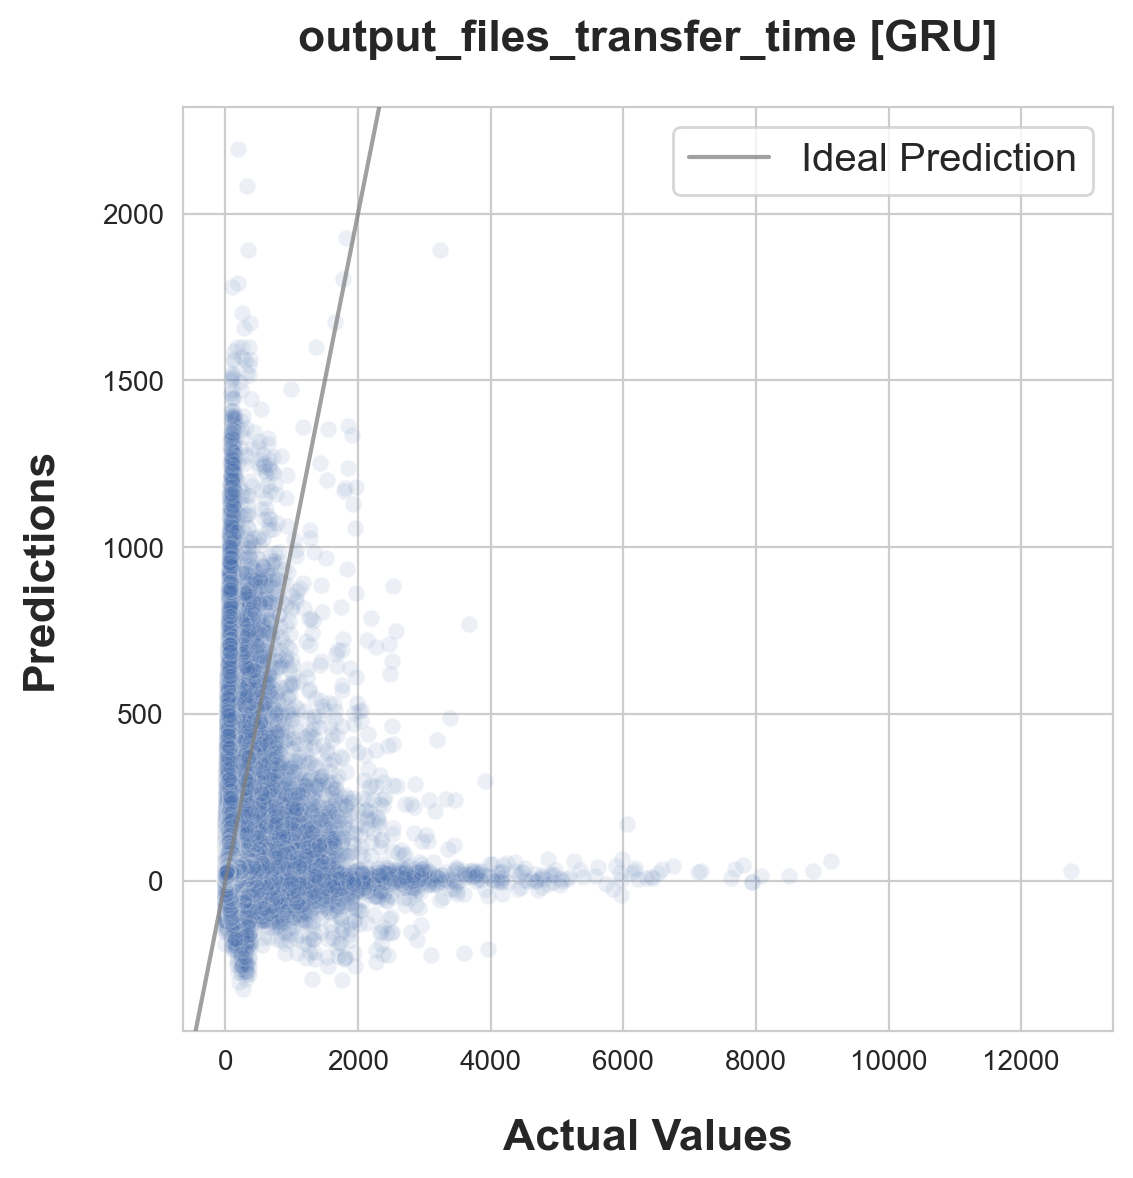 output_files_transfer_time [GRU]
Ideal Prediction
2000
1500
1000
500
0
Predictions
0 2000 4000 6000 8000 10000 12000
Actual Values